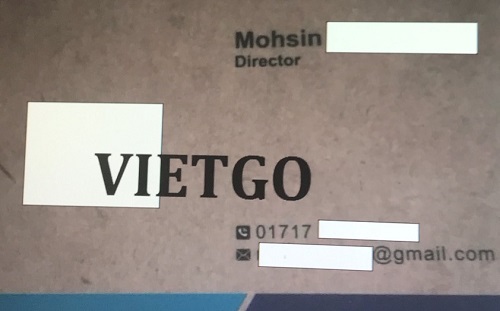 Mohsin
Director
VIETGO
01717
@gmail.com